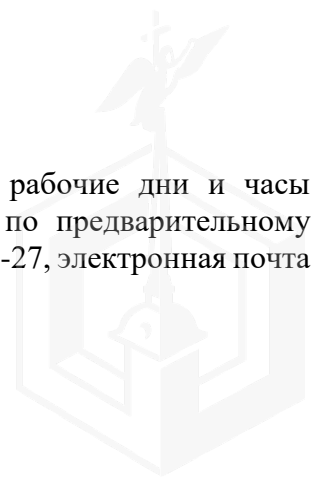 рабочие дни и часы
по предварительному
-27, электронная почта